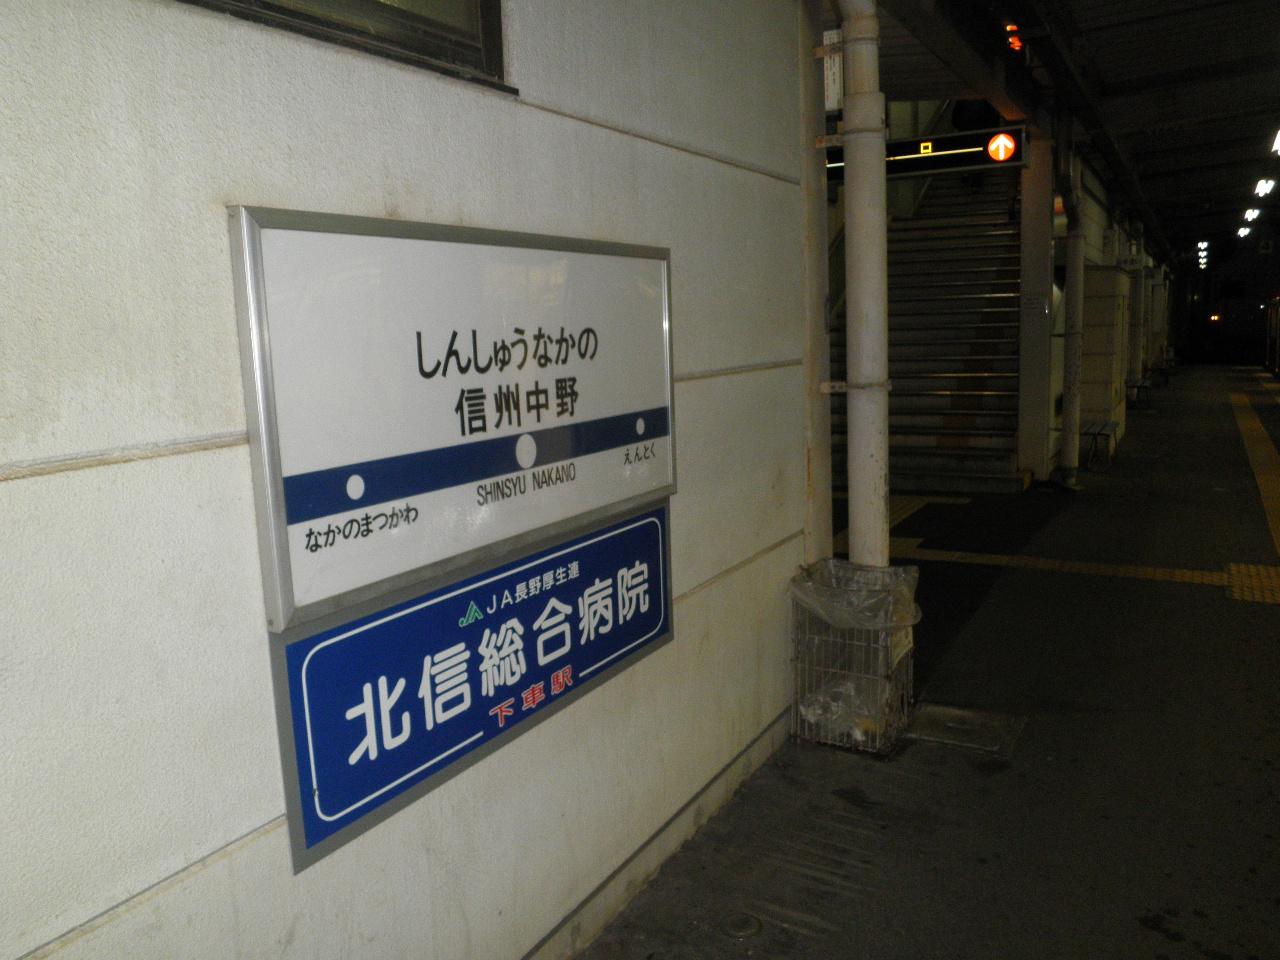 しんしゅうなかの
信州中野
SHINSYU NAKANO
なかのまつかわ
えんとく
JA長野厚生連
北信総合病院
下車駅